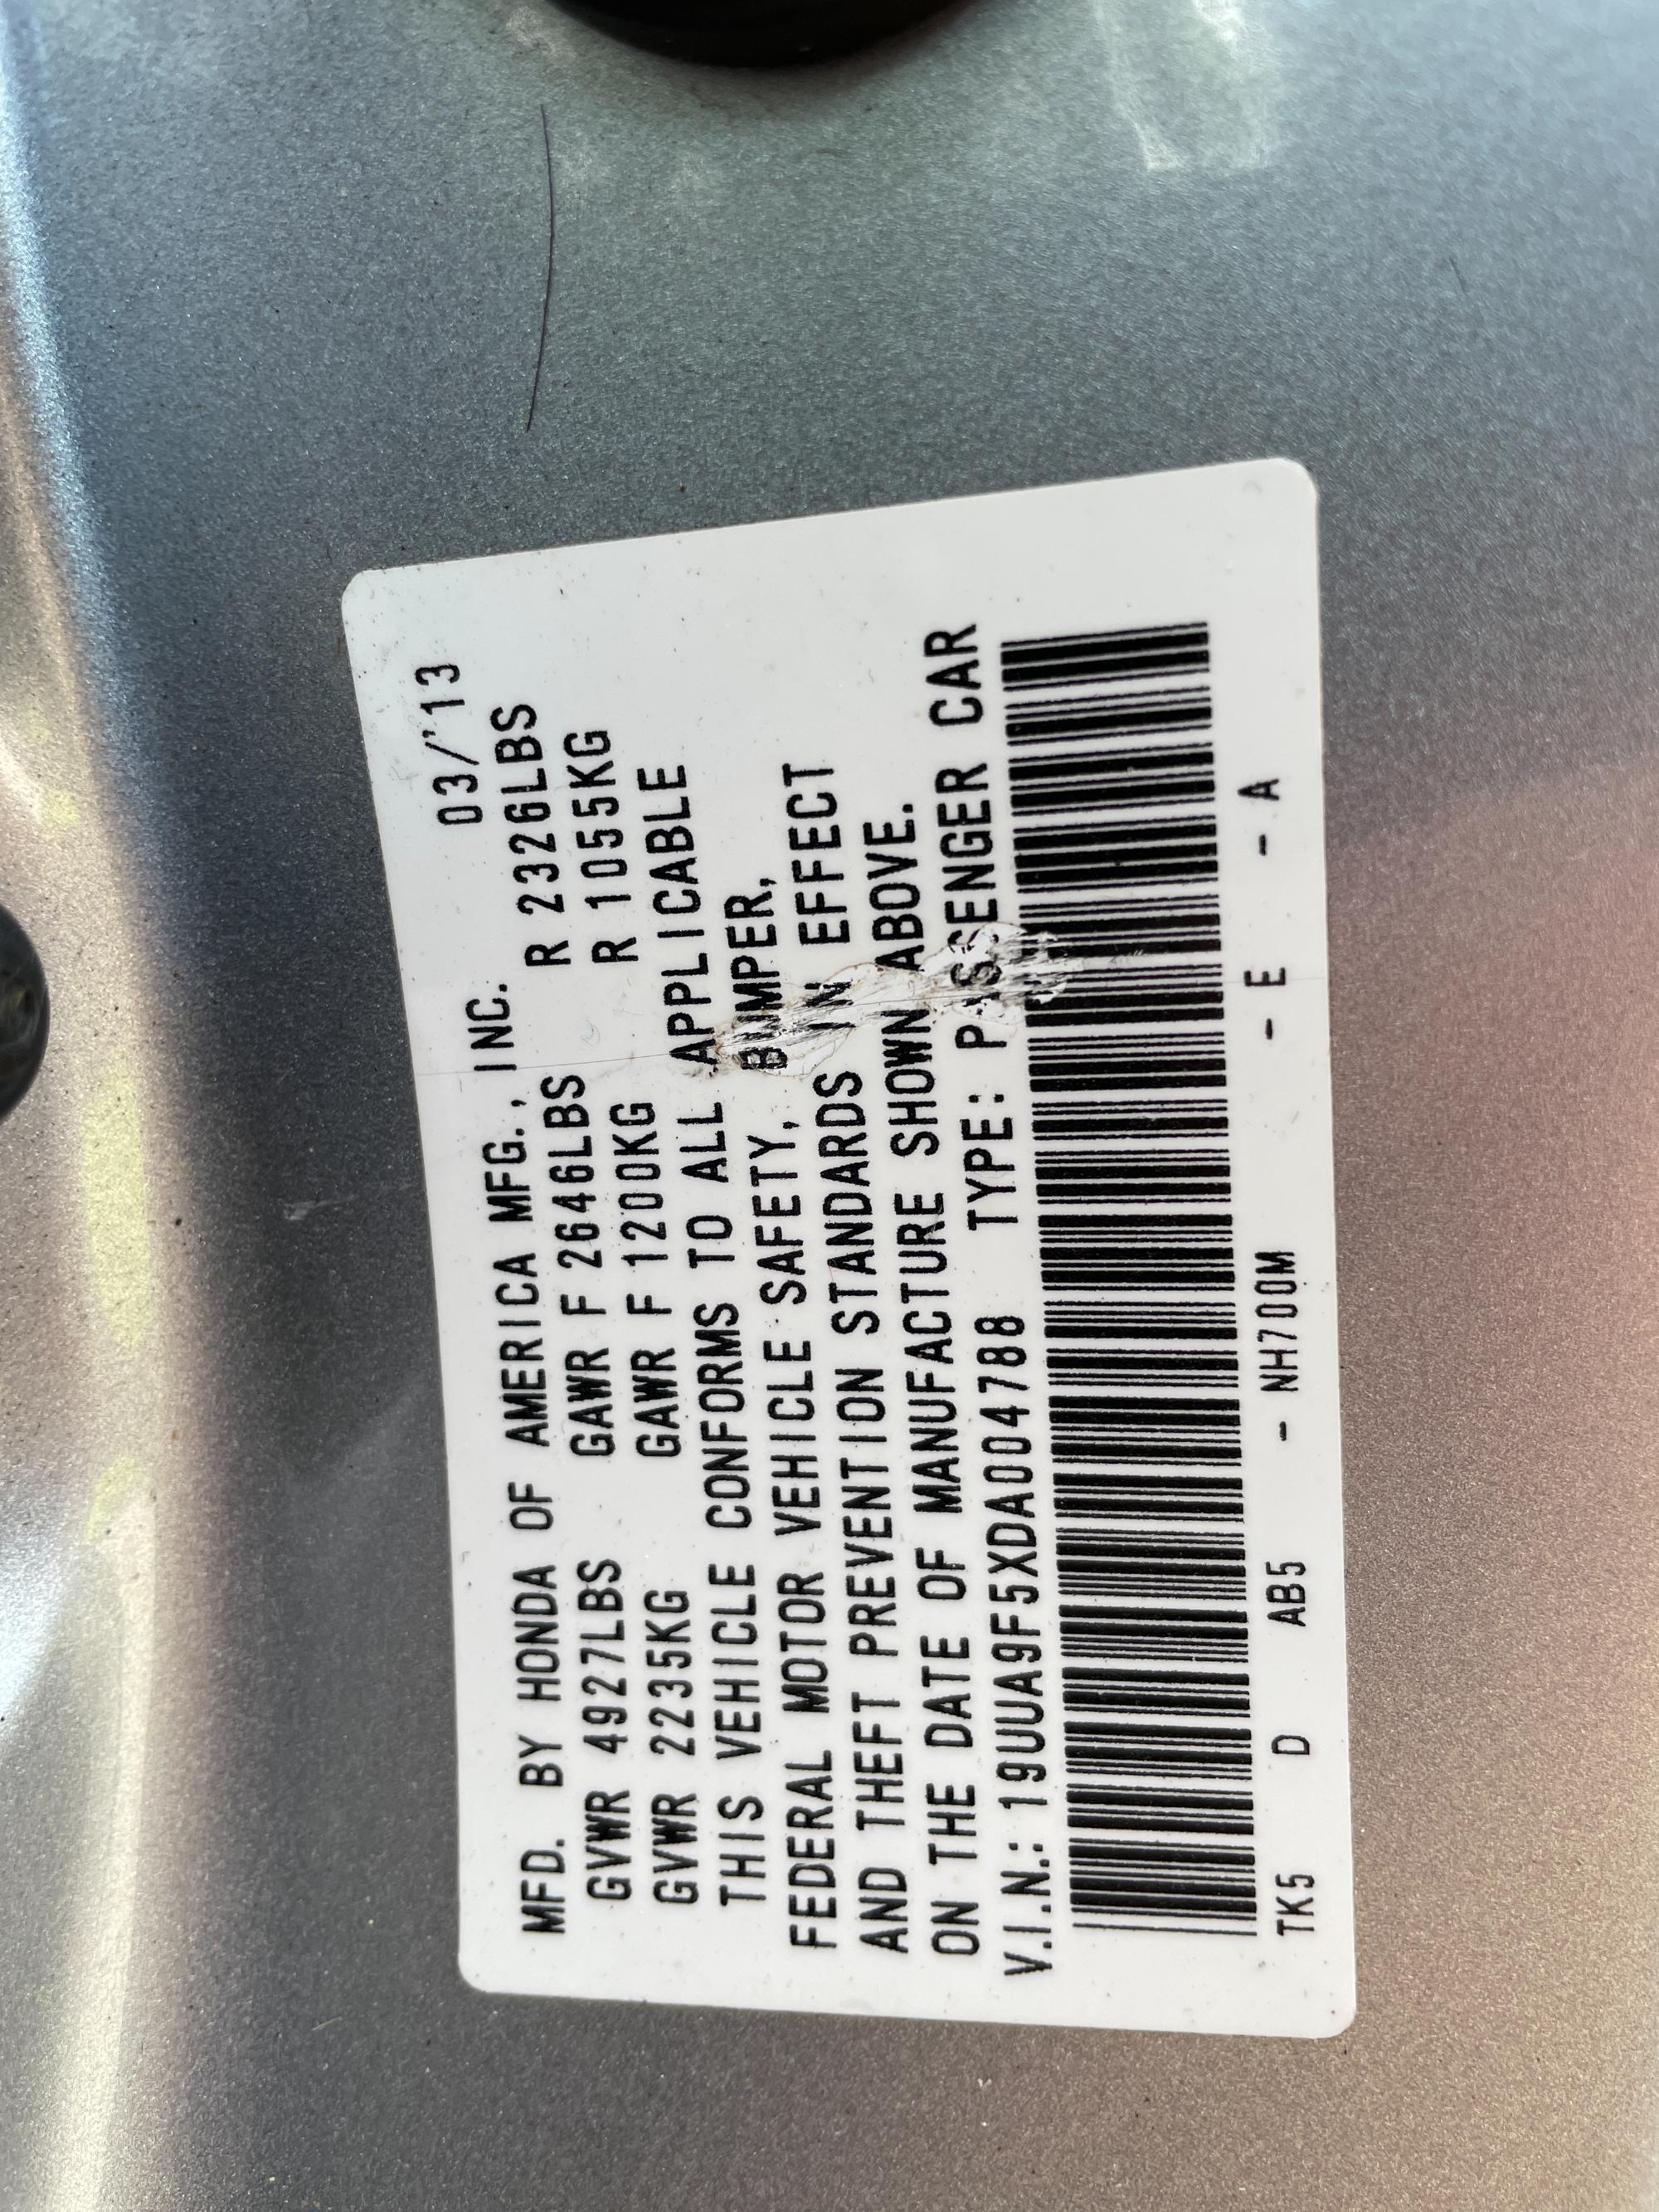 03/'13
MFD. BY HONDA OF AMERICA MFG., INC.
GVWR 4927LBS GAWR F 2646LBS R 2326LBS
GVWR 2235KG GAWR F 1200KG R 1055KG
THIS VEHICLE CONFORMS TO ALL APPLICABLE
FEDERAL MOTOR VEHICLE SAFETY, BUMPER,
AND THEFT PREVENTION STANDARDS IN EFFECT
ON THE DATE OF MANUFACTURE SHOWN ABOVE.
V.I.N.: 19UUA9F5XDA004788 TYPE: PASSENGER CAR
TK5 D AB5 - NH700M - E - A